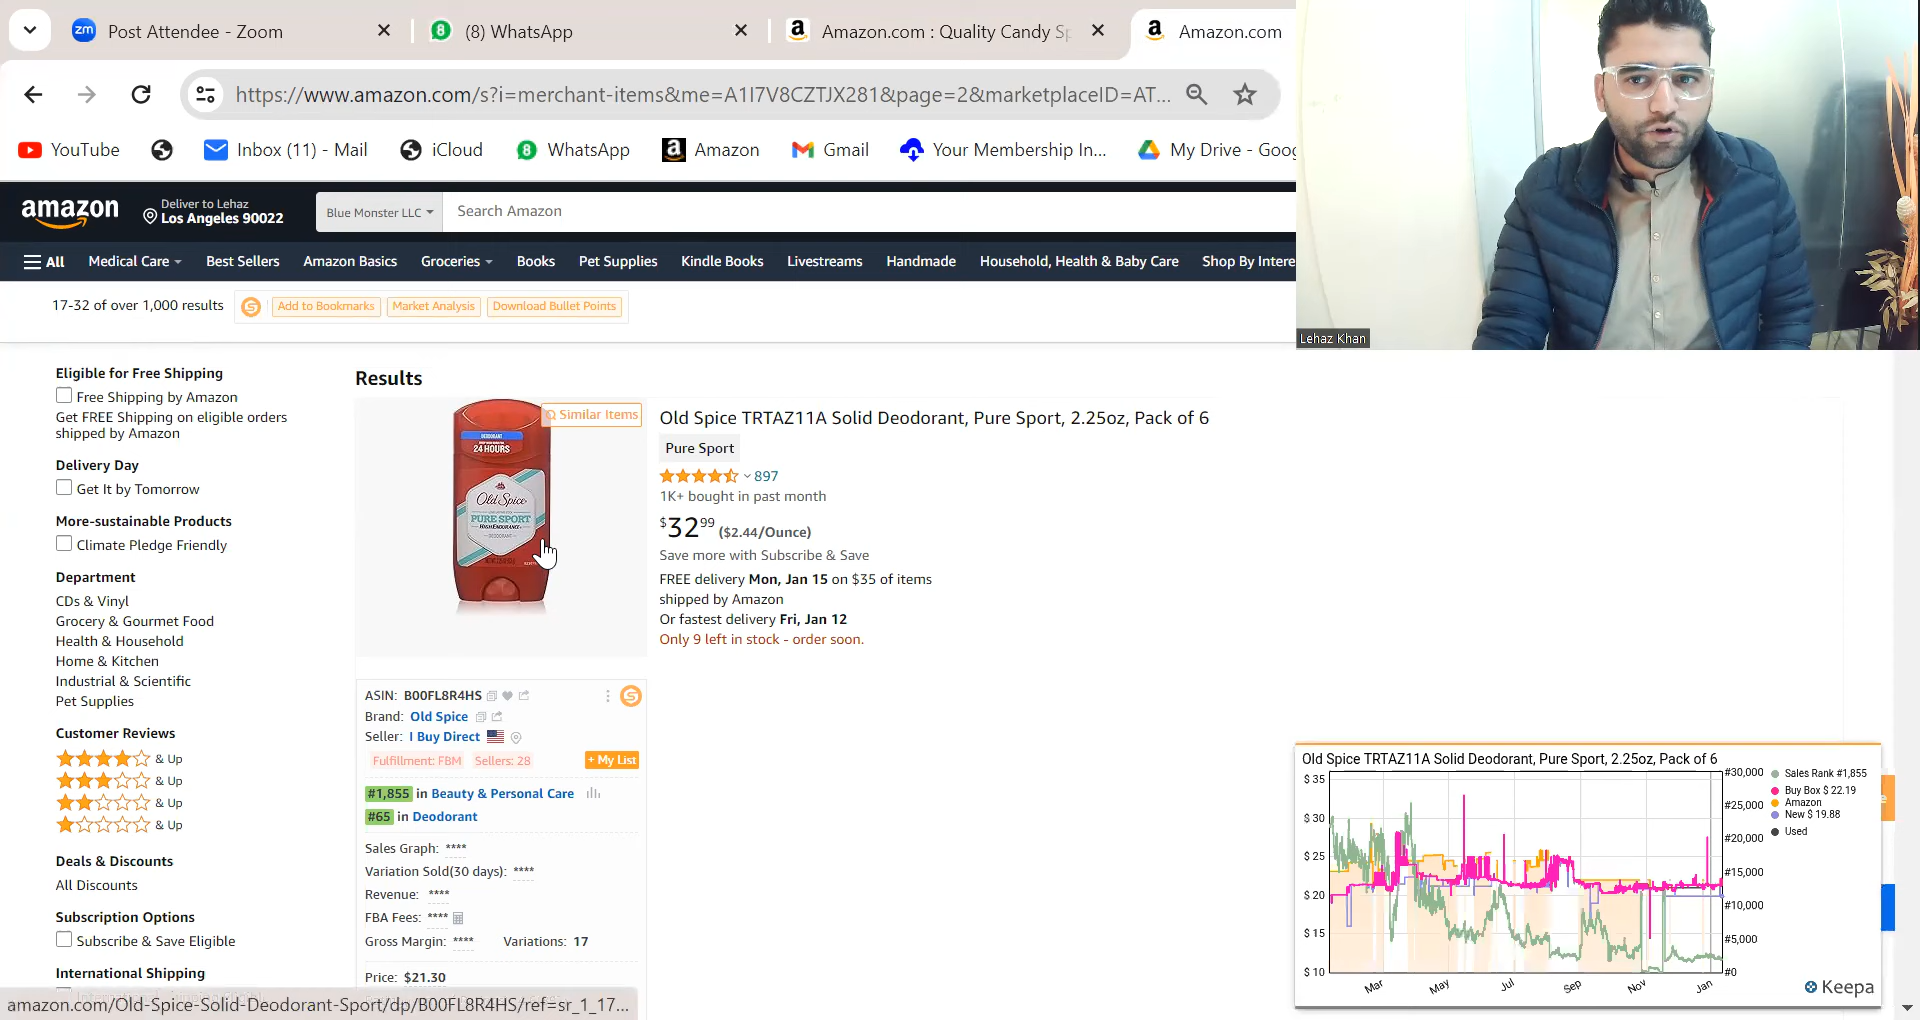 Post Attendee - Zoom
(8) WhatsApp
Amazon.com : Quality Candy Sp
Amazon.com
https://www.amazon.com/s?i=merchant-items&me=A1I7V8CZTJX281&page=2&marketplaceID=AT...
YouTube
Inbox (11) - Mail
iCloud
WhatsApp
Amazon
Gmail
Your Membership In...
My Drive - Goog
amazon
Deliver to Lehaz
Los Angeles 90022
Blue Monster LLC
Search Amazon
All
Medical Care
Best Sellers
Amazon Basics
Groceries
Books
Pet Supplies
Kindle Books
Livestreams
Handmade
Household, Health & Baby Care
Shop By Intere
Lehaz Khan
17-32 of over 1,000 results
Add to Bookmarks
Market Analysis
Download Bullet Points
Eligible for Free Shipping
Free Shipping by Amazon
Get FREE Shipping on eligible orders
shipped by Amazon
Delivery Day
Get It by Tomorrow
More-sustainable Products
Climate Pledge Friendly
Department
CDs & Vinyl
Grocery & Gourmet Food
Health & Household
Home & Kitchen
Industrial & Scientific
Pet Supplies
Customer Reviews
& Up
& Up
& Up
& Up
Deals & Discounts
All Discounts
Subscription Options
Subscribe & Save Eligible
International Shipping
Results
Similar Items
DEODORANT
24 HOURS
Old Spice
PURE SPORT
HIGH ENDURANCE
DEODORANT
Old Spice TRTAZ11A Solid Deodorant, Pure Sport, 2.25oz, Pack of 6
Pure Sport
897
1K+ bought in past month
$32 99 ($2.44/Ounce)
Save more with Subscribe & Save
FREE delivery Mon, Jan 15 on $35 of items
shipped by Amazon
Or fastest delivery Fri, Jan 12
Only 9 left in stock - order soon.
ASIN: B00FL8R4HS
Brand: Old Spice
Seller: I Buy Direct
Fulfillment: FBM
Sellers: 28
+ My List
#1,855 in Beauty & Personal Care
#65 in Deodorant
Sales Graph: ****
Variation Sold(30 days): ****
Revenue: ****
FBA Fees: ****
Gross Margin: ****
Variations: 17
Price: $21.30
amazon.com/Old-Spice-Solid-Deodorant-Sport/dp/B00FL8R4HS/ref=sr_1_17...
Old Spice TRTAZ11A Solid Deodorant, Pure Sport, 2.25oz, Pack of 6
$ 35
$ 30
$ 25
$ 20
$ 15
$ 10
Mar
May
Jul
Sep
Nov
Jan
#30,000
#25,000
#20,000
#15,000
#10,000
#5,000
#0
Sales Rank #1,855
Buy Box $ 22.19
Amazon
New $ 19.88
Used
Keepa